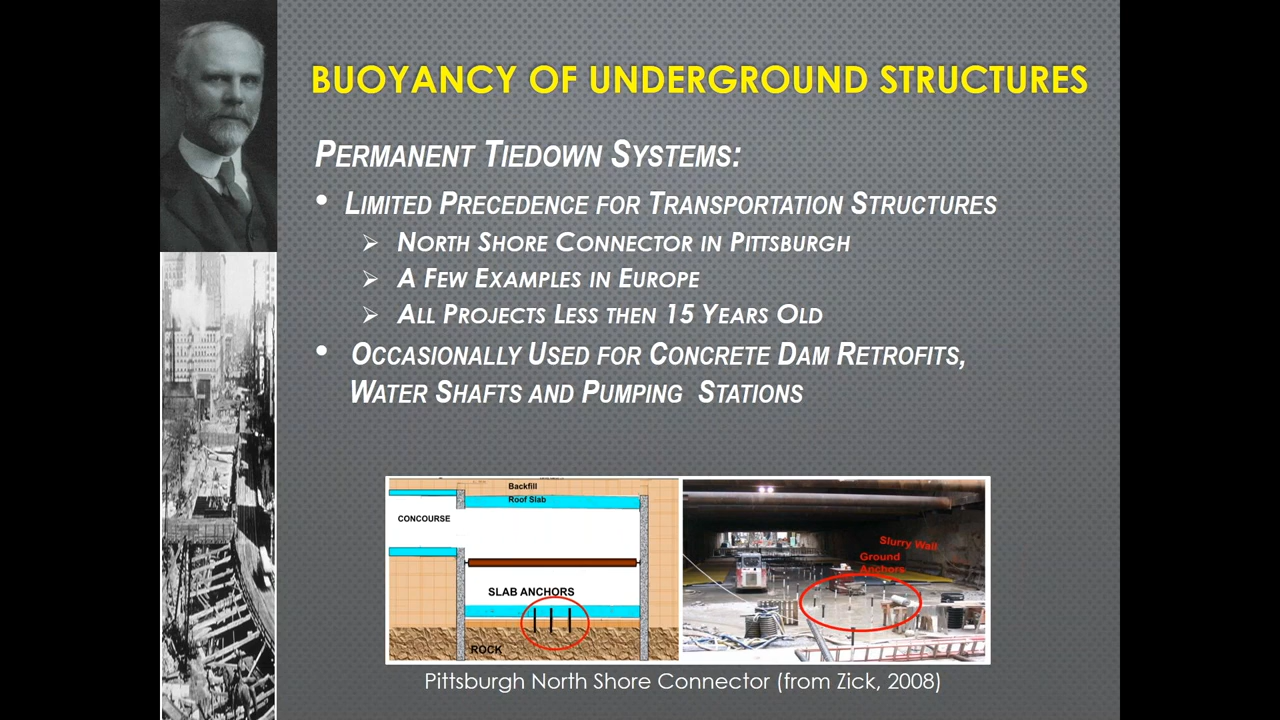 BUOYANCY OF UNDERGROUND STRUCTURES
PERMANENT TIEDOWN SYSTEMS:
• LIMITED PRECEDENCE FOR TRANSPORTATION STRUCTURES
➢ NORTH SHORE CONNECTOR IN PITTSBURGH
➢ A FEW EXAMPLES IN EUROPE
➢ ALL PROJECTS LESS THEN 15 YEARS OLD
• OCCASIONALLY USED FOR CONCRETE DAM RETROFITS,
WATER SHAFTS AND PUMPING STATIONS
Backfill
Roof Slab
CONCOURSE
SLAB ANCHORS
ROCK
Slurry Wall
Ground
Anchors
Pittsburgh North Shore Connector (from Zick, 2008)